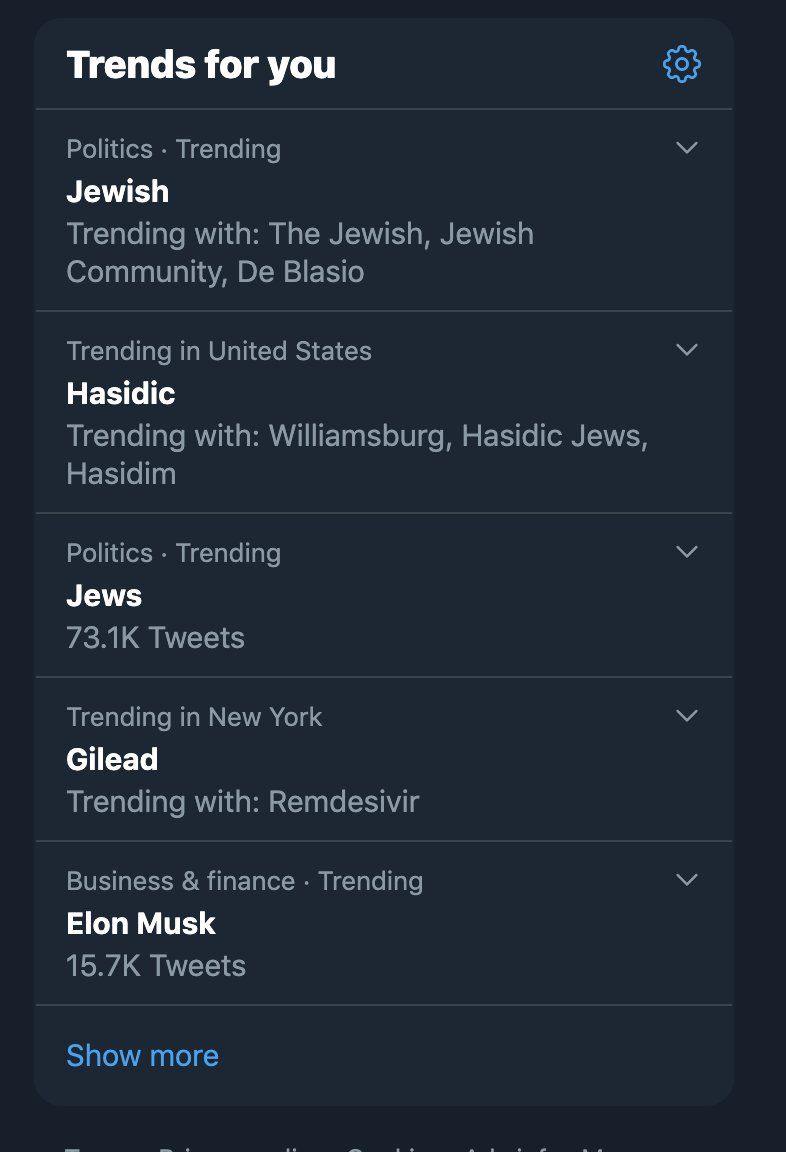 Trends for you
Politics · Trending
Jewish
Trending with: The Jewish, Jewish
Community, De Blasio
Trending in United States
Hasidic
Trending with: Williamsburg, Hasidic Jews,
Hasidim
Politics · Trending
Jews
73.1K Tweets
Trending in New York
Gilead
Trending with: Remdesivir
Business & finance · Trending
Elon Musk
15.7K Tweets
Show more